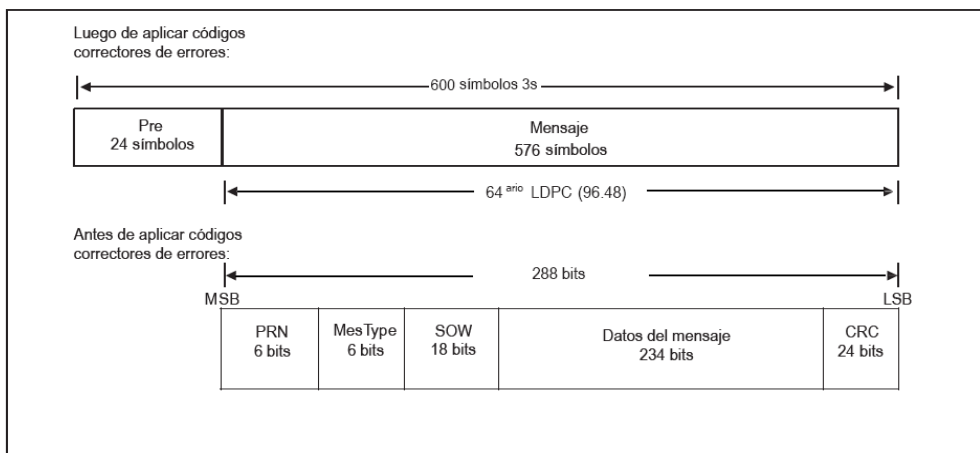 Luego de aplicar códigos
correctores de errores:
600 símbolos 3s
Pre
24 símbolos
Mensaje
576 símbolos
64 ario LDPC (96.48)
Antes de aplicar códigos
correctores de errores:
288 bits
MSB
LSB
PRN
6 bits
MesType
6 bits
SOW
18 bits
Datos del mensaje
234 bits
CRC
24 bits